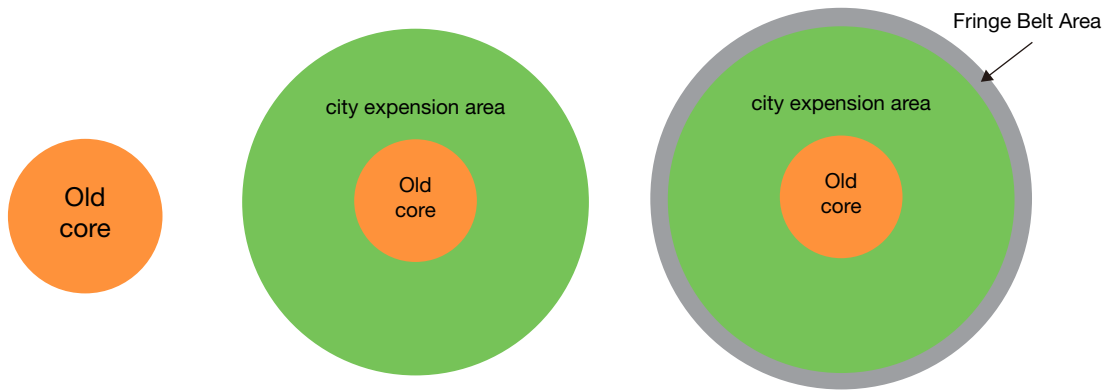 Old
core
city expension area
Old
core
Fringe Belt Area
city expension area
Old
core